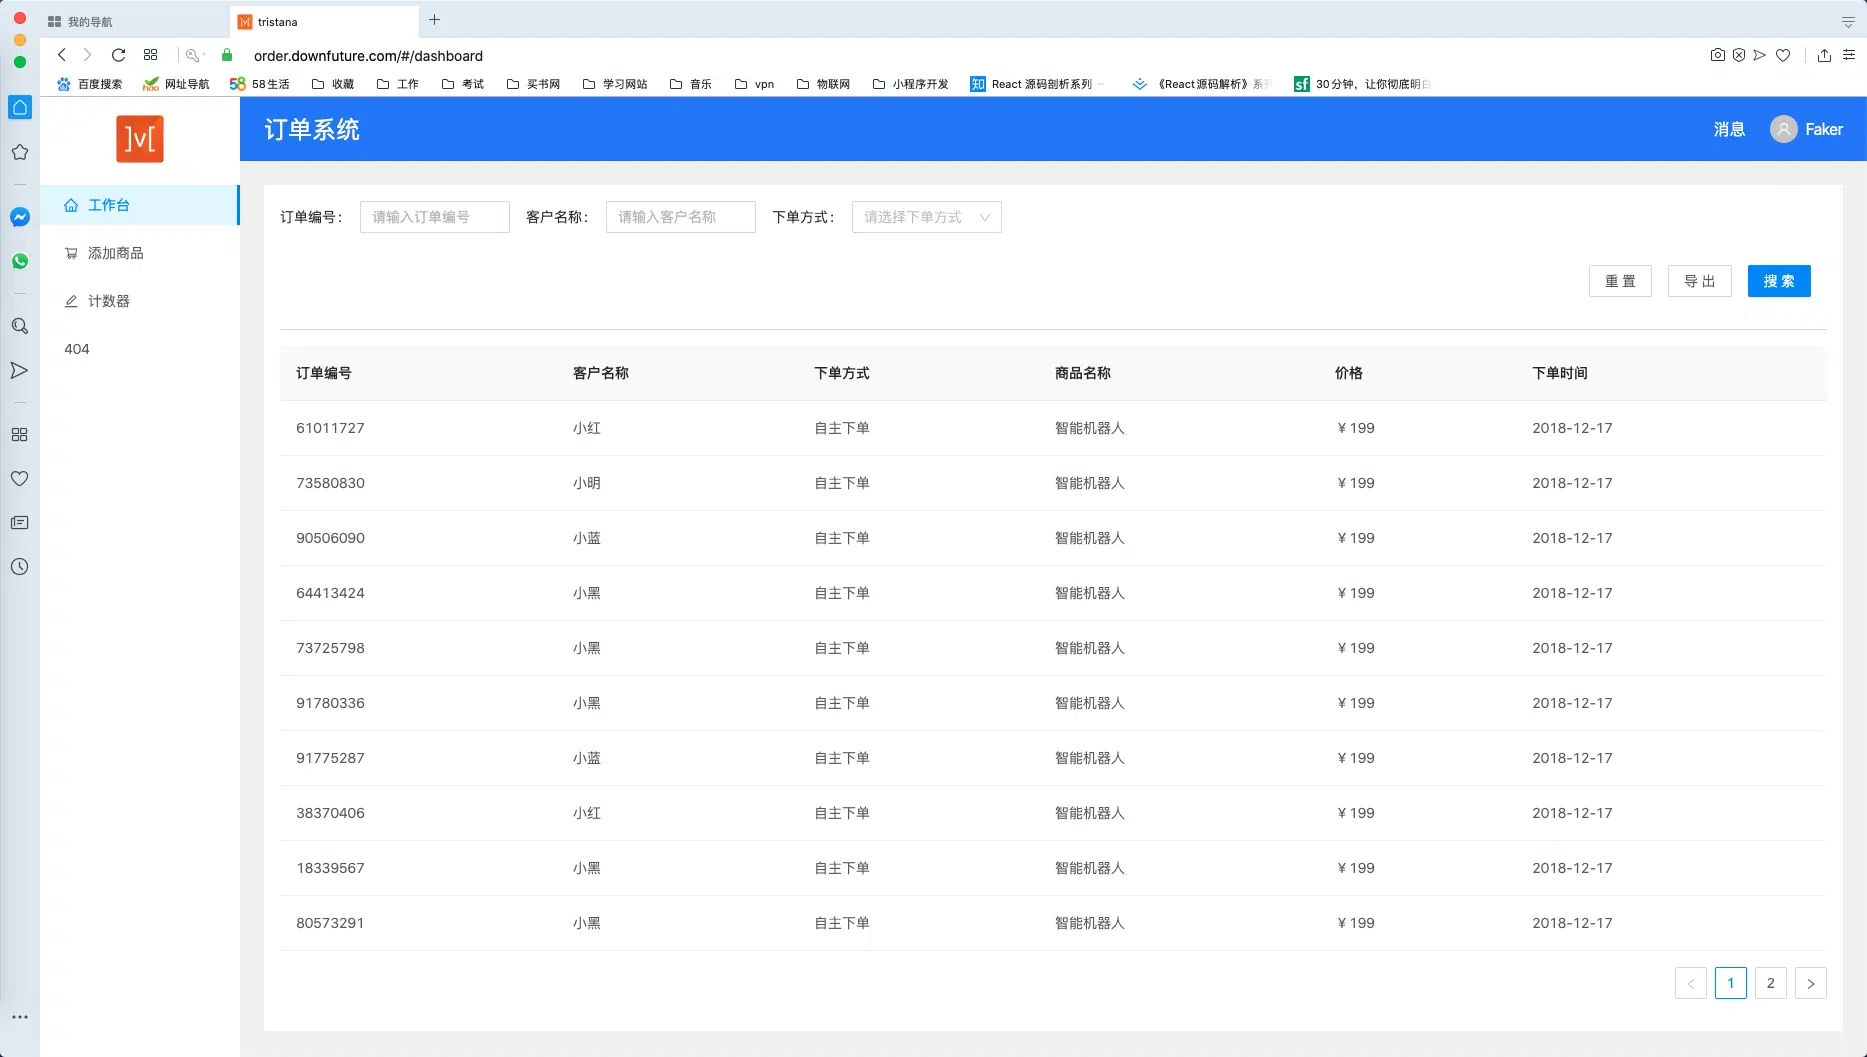 我的导航
tristana
order.downfuture.com/#/dashboard
百度搜索 网址导航 58生活 收藏 工作 考试 买书网 学习网站 音乐 vpn 物联网 小程序开发 React 源码剖析系列 《React源码解析》系列 30分钟，让你彻底明白
]v[
订单系统
消息 Faker
工作台
添加商品
计数器
404
订单编号： 请输入订单编号 客户名称： 请输入客户名称 下单方式： 请选择下单方式
重 置 导 出 搜 索
订单编号 客户名称 下单方式 商品名称 价格 下单时间
61011727 小红 自主下单 智能机器人 ¥ 199 2018-12-17
73580830 小明 自主下单 智能机器人 ¥ 199 2018-12-17
90506090 小蓝 自主下单 智能机器人 ¥ 199 2018-12-17
64413424 小黑 自主下单 智能机器人 ¥ 199 2018-12-17
73725798 小黑 自主下单 智能机器人 ¥ 199 2018-12-17
91780336 小黑 自主下单 智能机器人 ¥ 199 2018-12-17
91775287 小蓝 自主下单 智能机器人 ¥ 199 2018-12-17
38370406 小红 自主下单 智能机器人 ¥ 199 2018-12-17
18339567 小黑 自主下单 智能机器人 ¥ 199 2018-12-17
80573291 小黑 自主下单 智能机器人 ¥ 199 2018-12-17
1 2